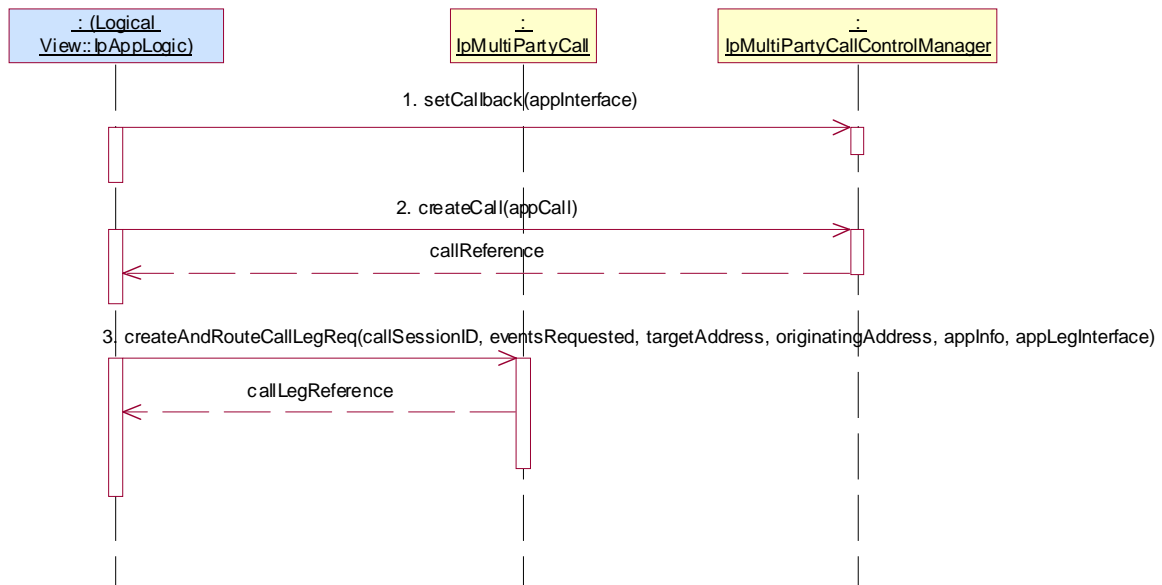 : (Logical
View::IpAppLogic)
:
IpMultiPartyCall
:
IpMultiPartyCallControlManager
1. setCallback(appInterface)
2. createCall(appCall)
callReference
3. createAndRouteCallLegReq(callSessionID, eventsRequested, targetAddress, originatingAddress, appInfo, appLegInterface)
callLegReference